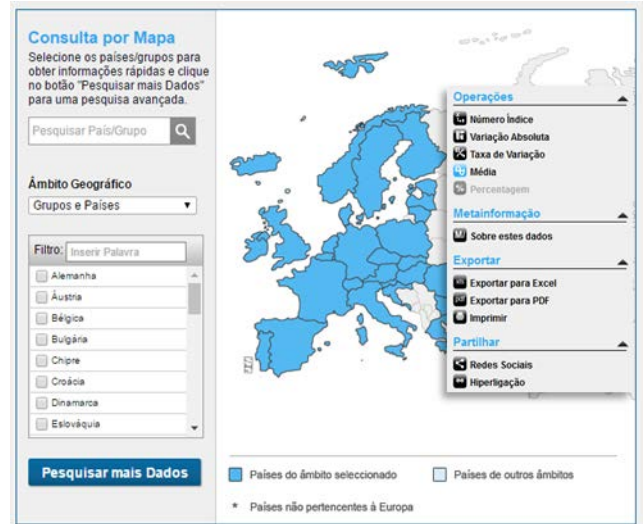 Consulta por Mapa
Selecione os países/grupos para
obter informações rápidas e clique
no botão "Pesquisar mais Dados"
para uma pesquisa avançada.
Pesquisar País/Grupo
Âmbito Geográfico
Grupos e Países
Filtro: Inserir Palavra
Alemanha
Áustria
Bélgica
Bulgária
Chipre
Croácia
Dinamarca
Eslováquia
Pesquisar mais Dados
Operações
Número Índice
Variação Absoluta
Taxa de Variação
Média
Percentagem
Metainformação
Sobre estes dados
Exportar
Exportar para Excel
Exportar para PDF
Imprimir
Partilhar
Redes Sociais
Hiperligação
Países do âmbito seleccionado
Países de outros âmbitos
* Países não pertencentes à Europa